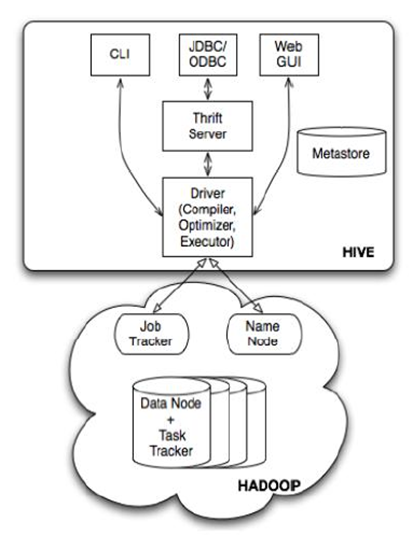 CLI
JDBC/
ODBC
Web
GUI
Thrift
Server
Metastore
Driver
(Compiler,
Optimizer,
Executor)
HIVE
Job
Tracker
Name
Node
Data Node
+
Task
Tracker
HADOOP